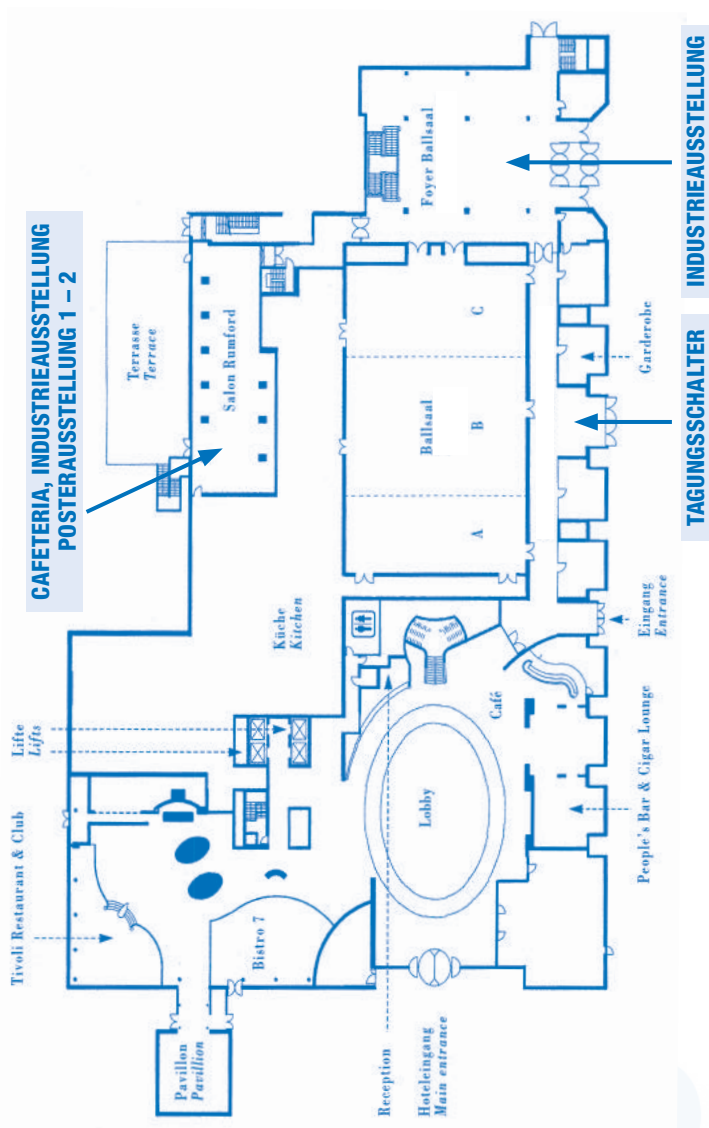 CAFETERIA, INDUSTRIEAUSSTELLUNG
POSTERAUSSTELLUNG 1 – 2
Terrasse
Terrace
Salon Rumford
Foyer Ballsaal
INDUSTRIEAUSSTELLUNG
Tivoli Restaurant & Club
Lifte
Lifts
Küche
Kitchen
Ballsaal
A
B
C
Garderobe
TAGUNGSSCHALTER
Pavillon
Pavillion
Bistro 7
Lobby
Café
Reception
Hoteleingang
Main entrance
People's Bar & Cigar Lounge
Eingang
Entrance